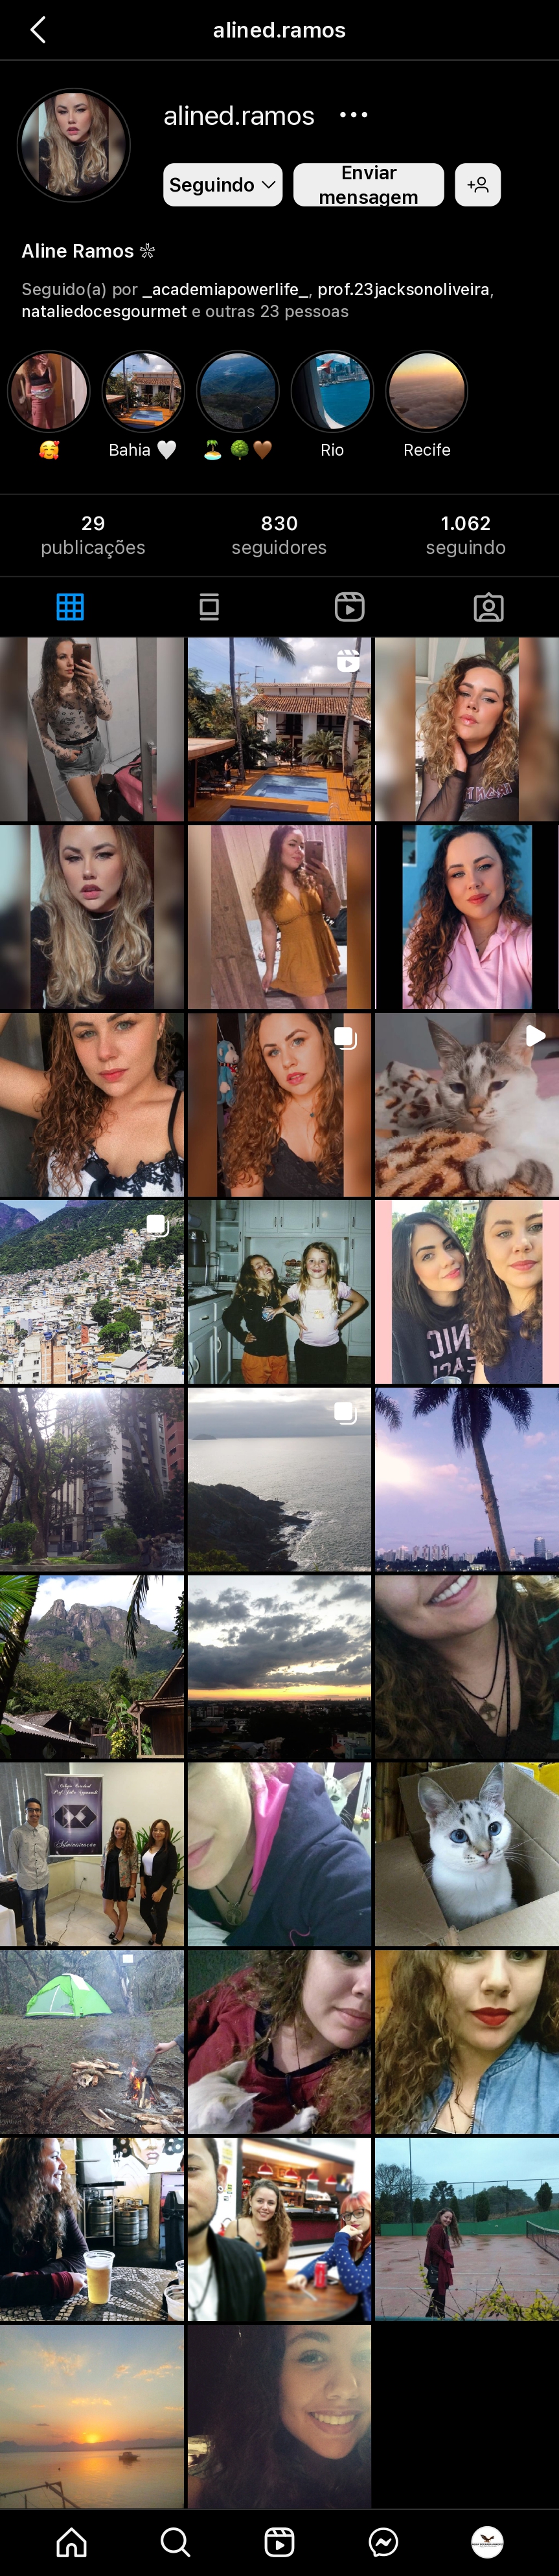 alined.ramos
alined.ramos
Seguindo
Enviar
mensagem
Aline Ramos
Seguido(a) por _academiapowerlife_, prof.23jacksonoliveira,
nataliedocesgourmet e outras 23 pessoas
🥰
Bahia 🤍
🏝️ 🌳🤎
Rio
Recife
29
publicações
830
seguidores
1.062
seguindo